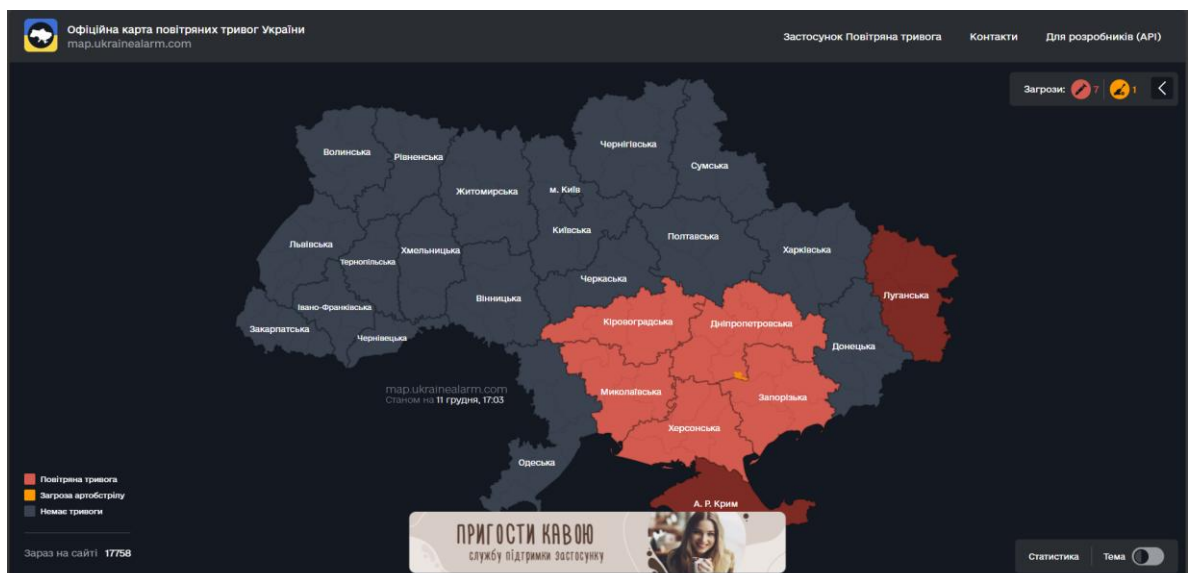 Офіційна карта повітряних тривог України
map.ukrainealarm.com
Застосунок Повітряна тривога
Контакти
Для розробників (API)
Загрози: 7 1
Чернігівська
Волинська
Рівненська
Сумська
Житомирська
м. Київ
Київська
Полтавська
Львівська
Хмельницька
Харківська
Тернопільська
Черкаська
Вінницька
Луганська
Івано-Франківська
Кіровоградська
Дніпропетровська
Закарпатська
Чернівецька
Донецька
map.ukrainealarm.com
Станом на 11 грудня, 17:03
Миколаївська
Запорізька
Херсонська
Одеська
А. Р. Крим
Повітряна тривога
Загроза артобстрілу
Немає тривоги
ПРИГОСТИ КАВОЮ
службу підтримки застосунку
Зараз на сайті 17758
Статистика
Тема